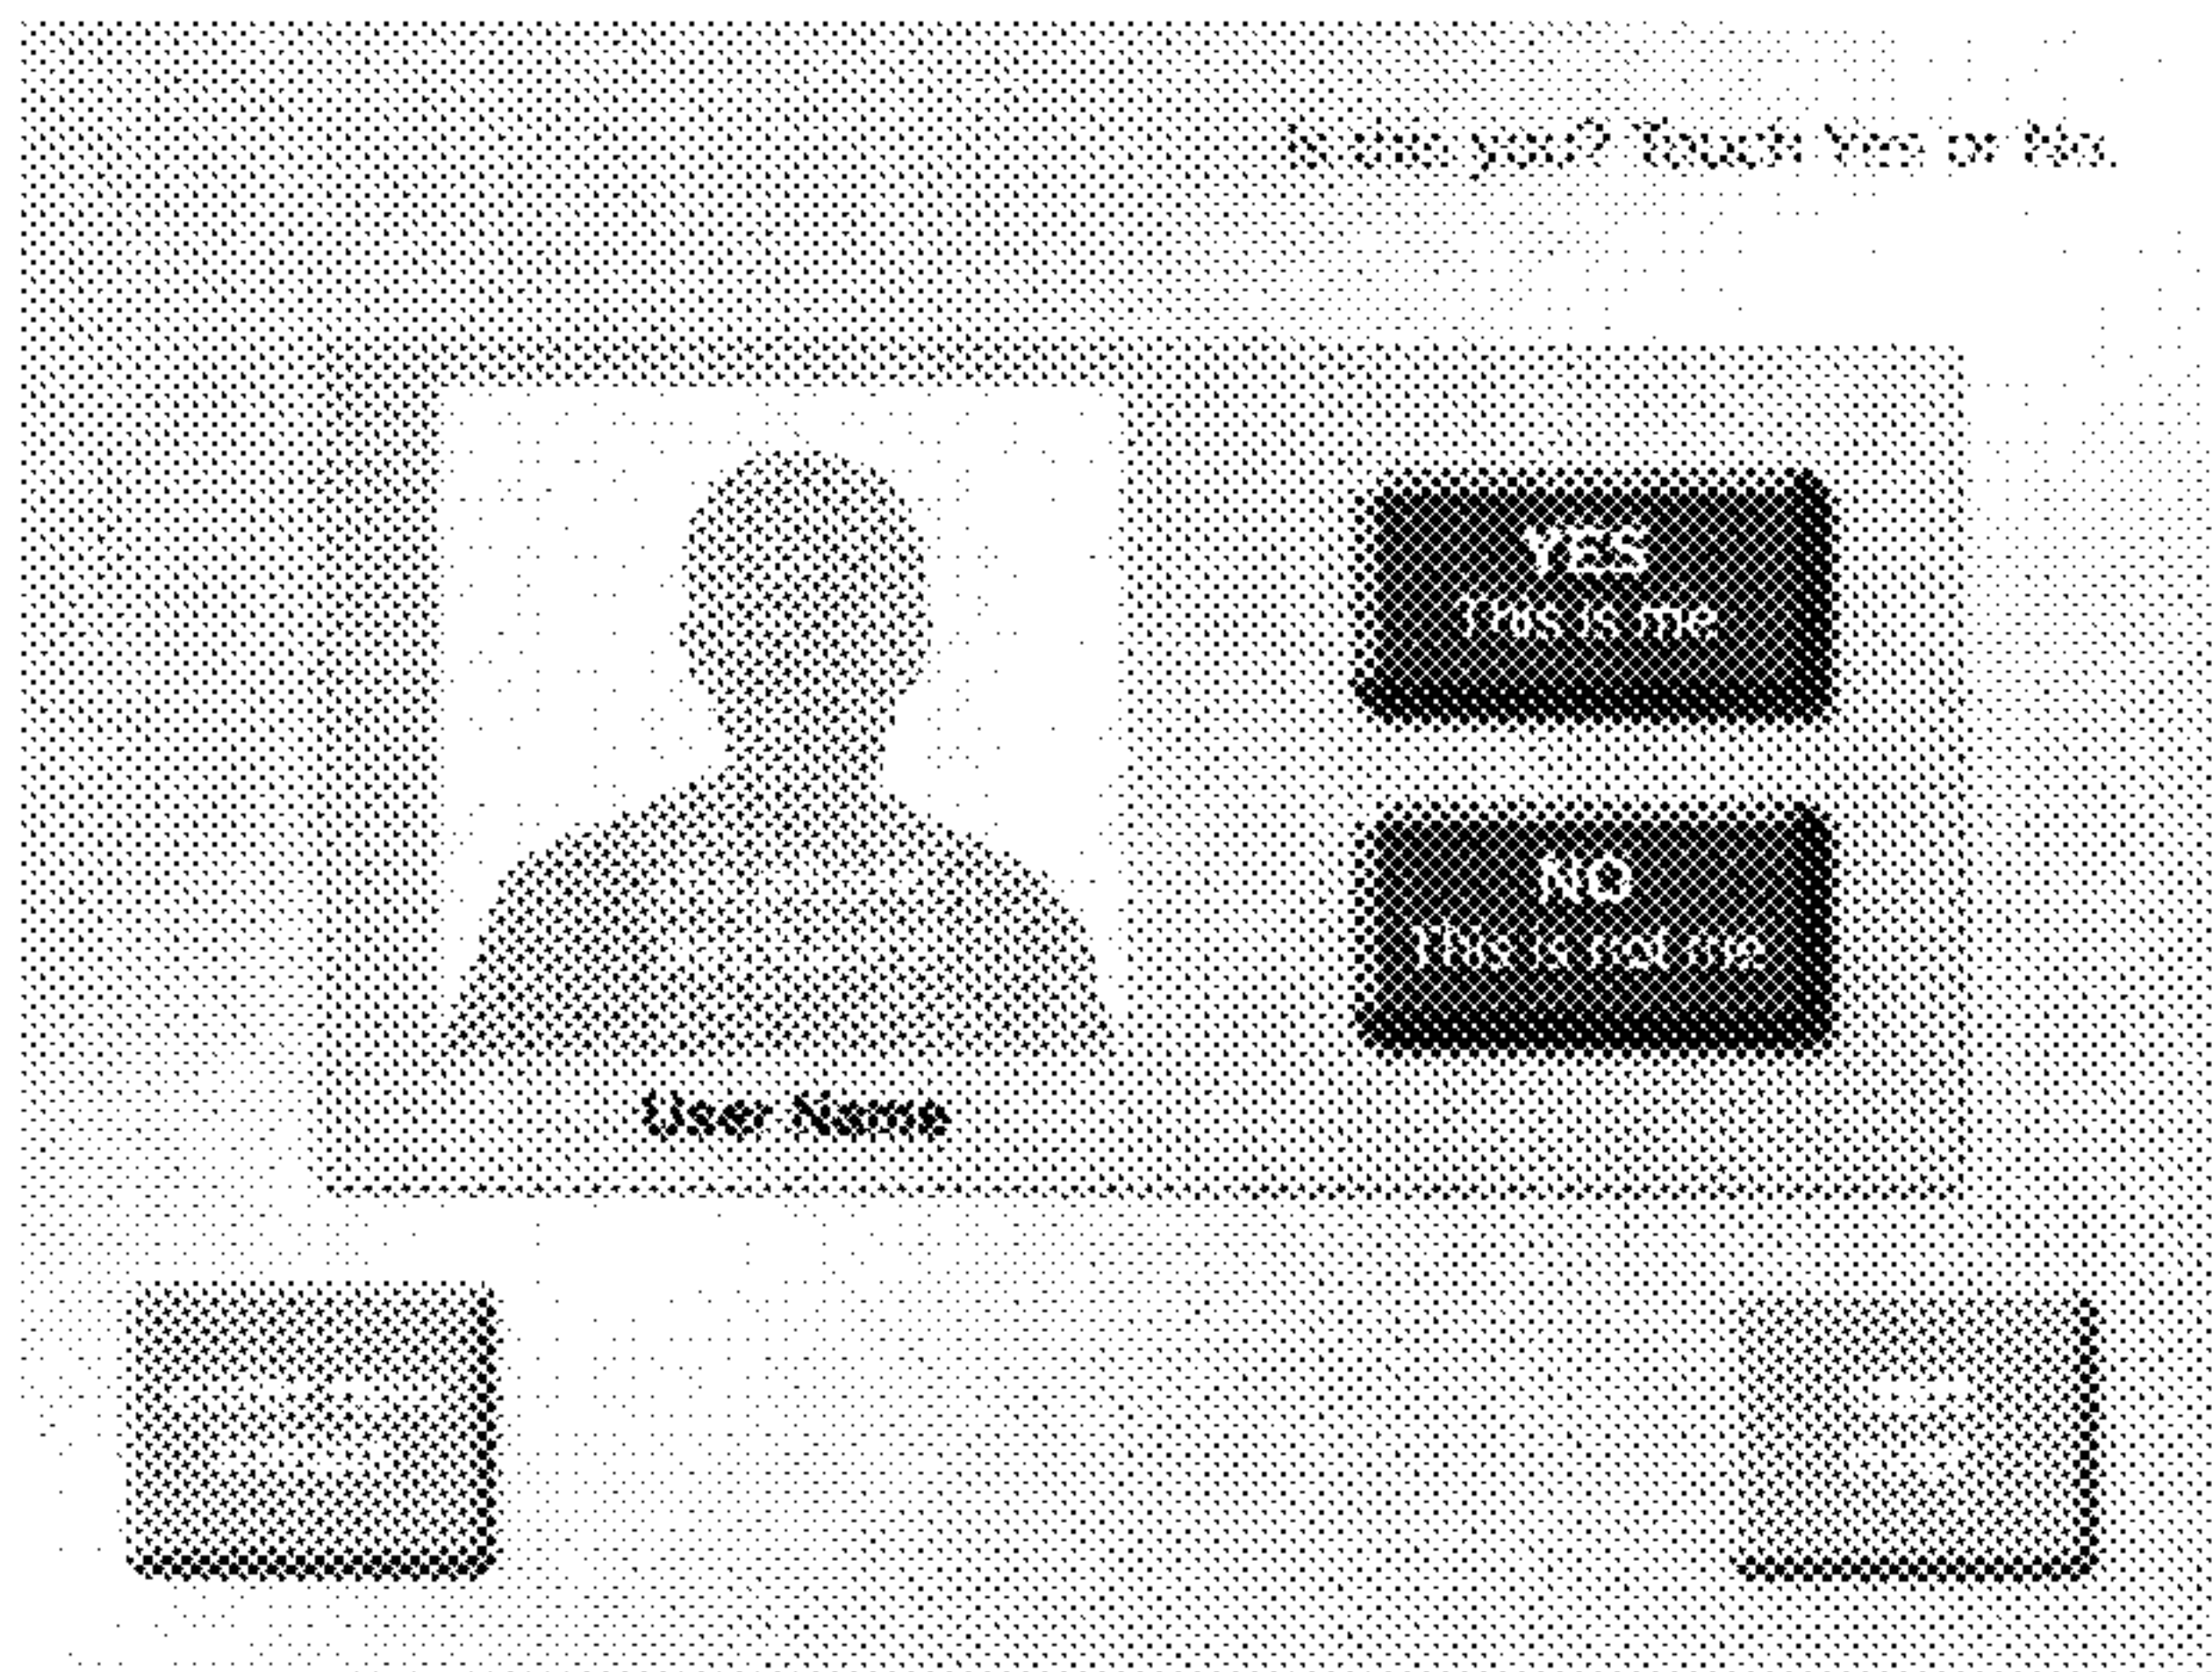 Is this you? Touch Yes or No.
YES
This is me
NO
This is not me
User Name